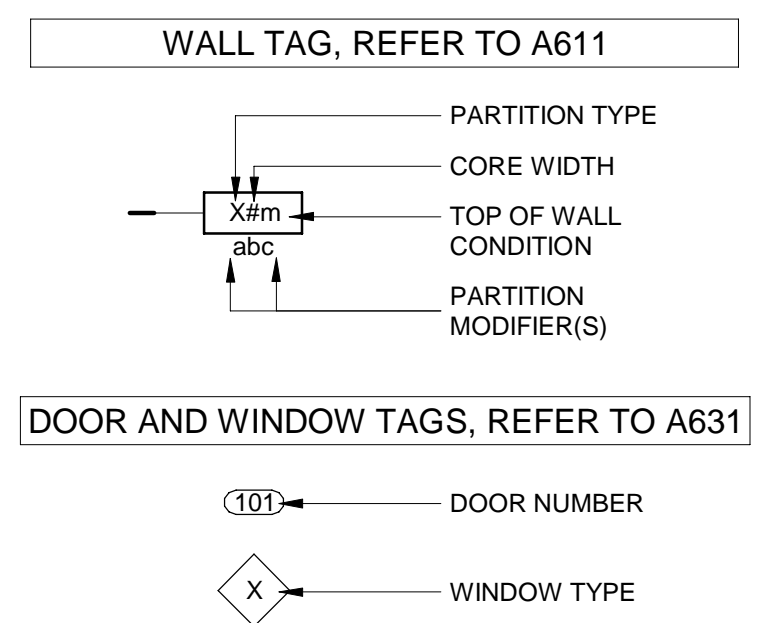 WALL TAG, REFER TO A611
PARTITION TYPE
CORE WIDTH
X#m
TOP OF WALL
CONDITION
abc
PARTITION
MODIFIER(S)
DOOR AND WINDOW TAGS, REFER TO A631
101
DOOR NUMBER
X
WINDOW TYPE